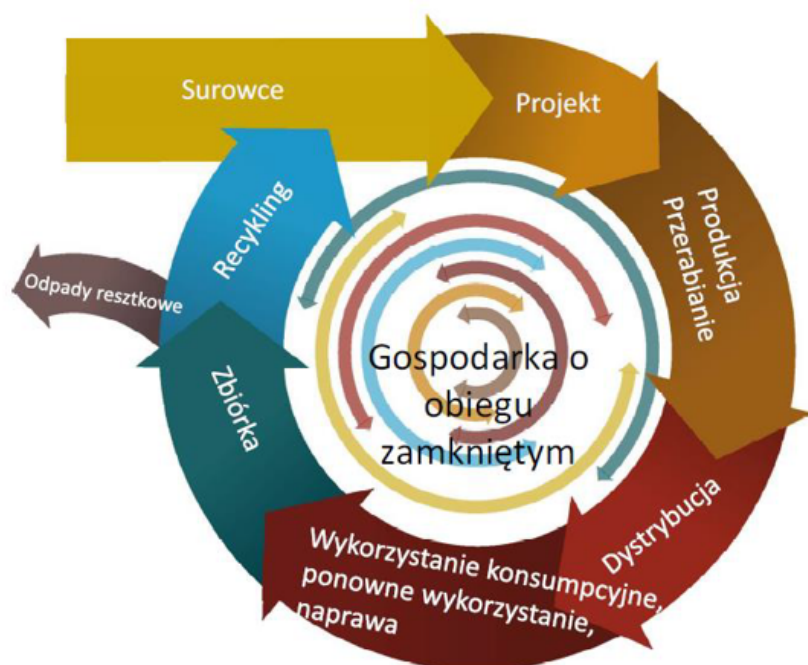 Surowce
Projekt
Produkcja
Przerabianie
Dystrybucja
Wykorzystanie konsumpcyjne,
ponowne wykorzystanie,
naprawa
Zbiórka
Recykling
Odpady resztkowe
Gospodarka o
obiegu
zamkniętym